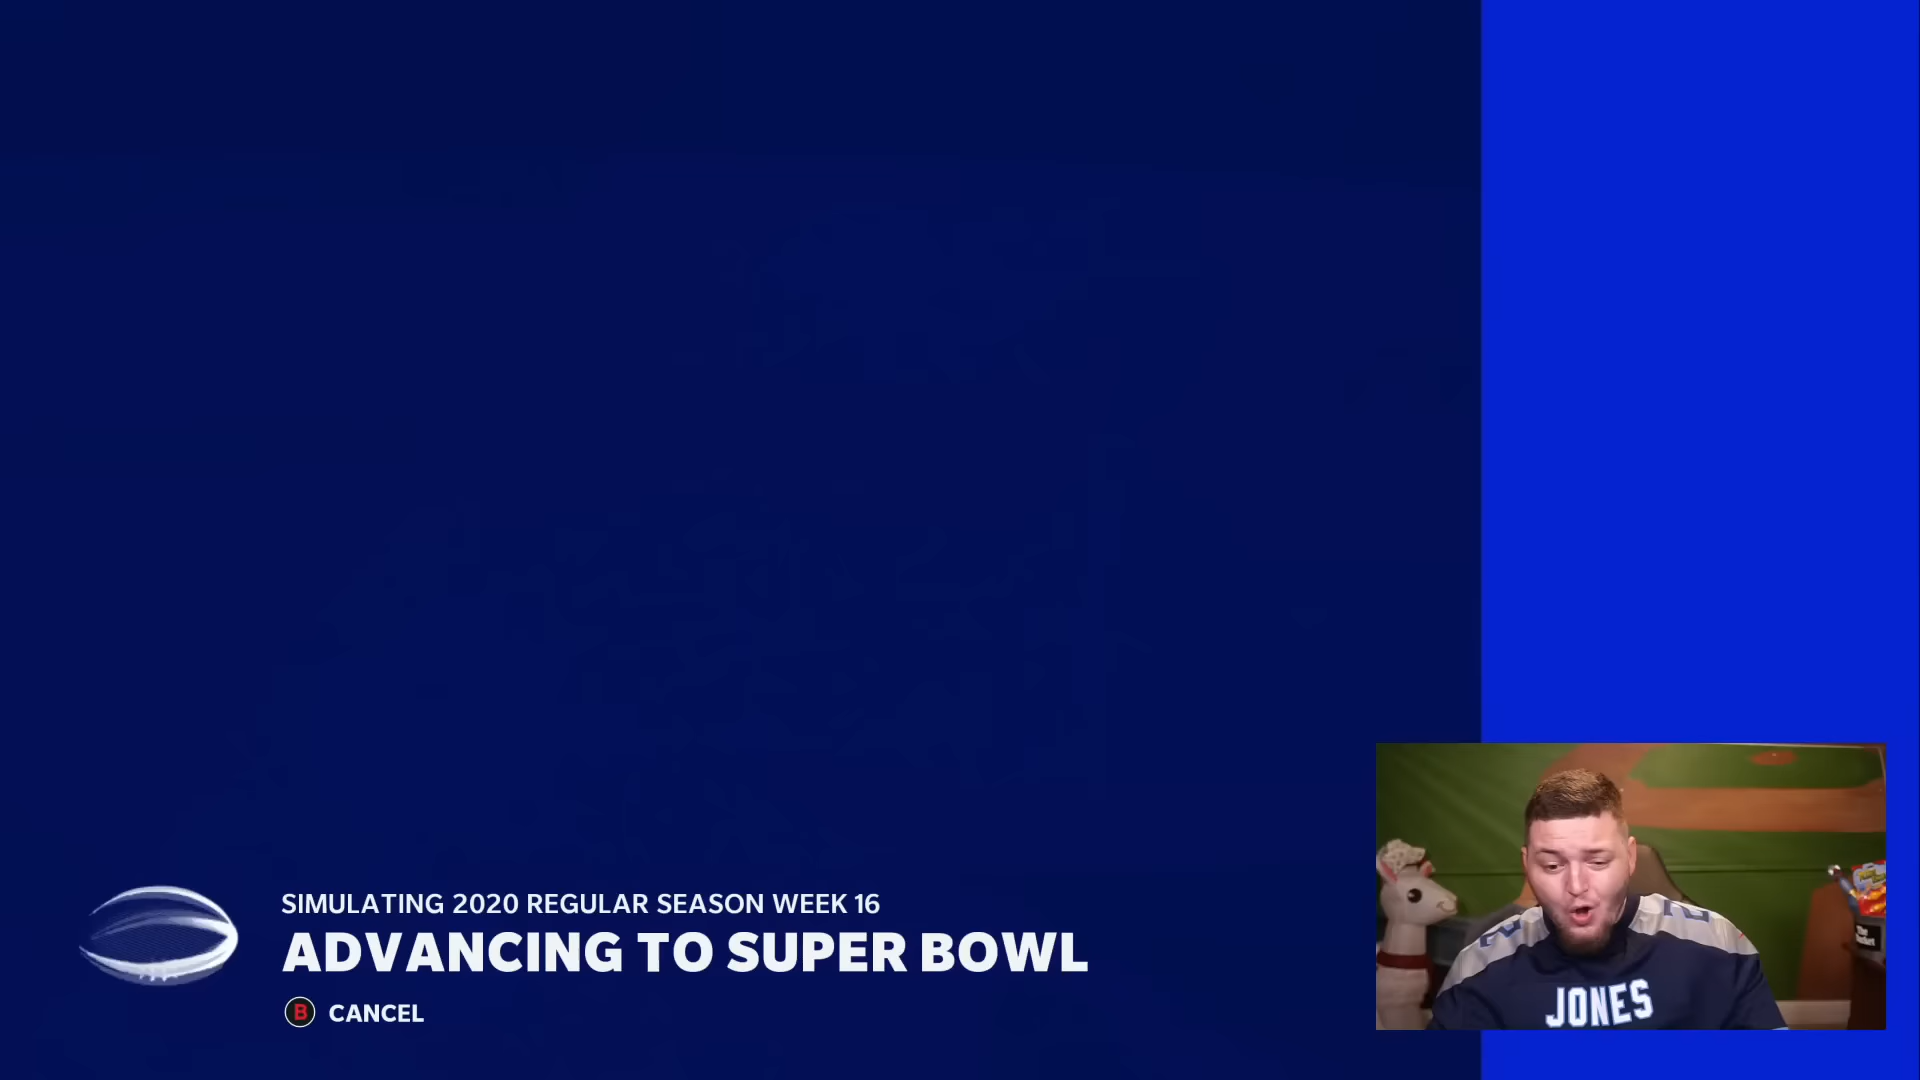 SIMULATING 2020 REGULAR SEASON WEEK 16
ADVANCING TO SUPER BOWL
B CANCEL
JONES